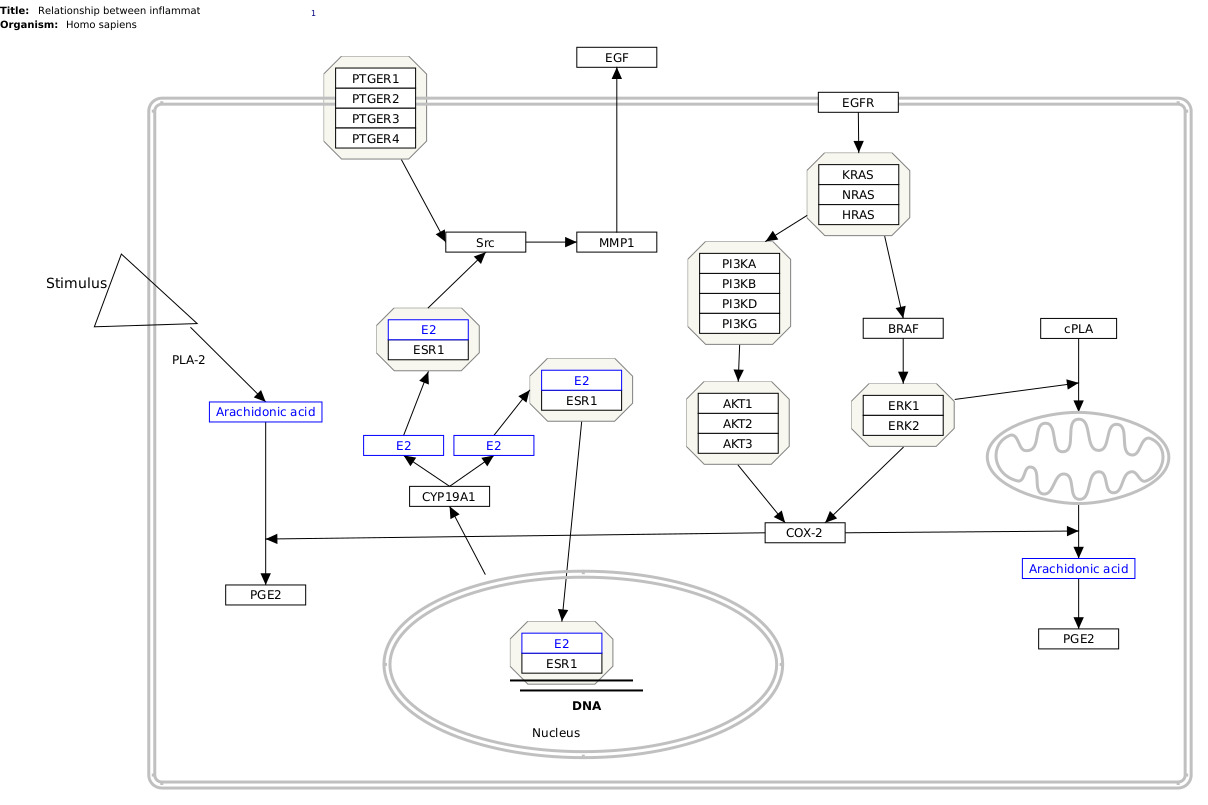 Title: Relationship between inflammat 1
Organism: Homo sapiens
EGF
PTGER1
PTGER2
PTGER3
PTGER4
EGFR
KRAS
NRAS
HRAS
Src
MMP1
Stimulus
PI3KA
PI3KB
PI3KD
PI3KG
E2
ESR1
BRAF
cPLA
PLA-2
E2
ESR1
Arachidonic acid
AKT1
AKT2
AKT3
ERK1
ERK2
E2
E2
CYP19A1
COX-2
Arachidonic acid
PGE2
PGE2
E2
ESR1
DNA
Nucleus